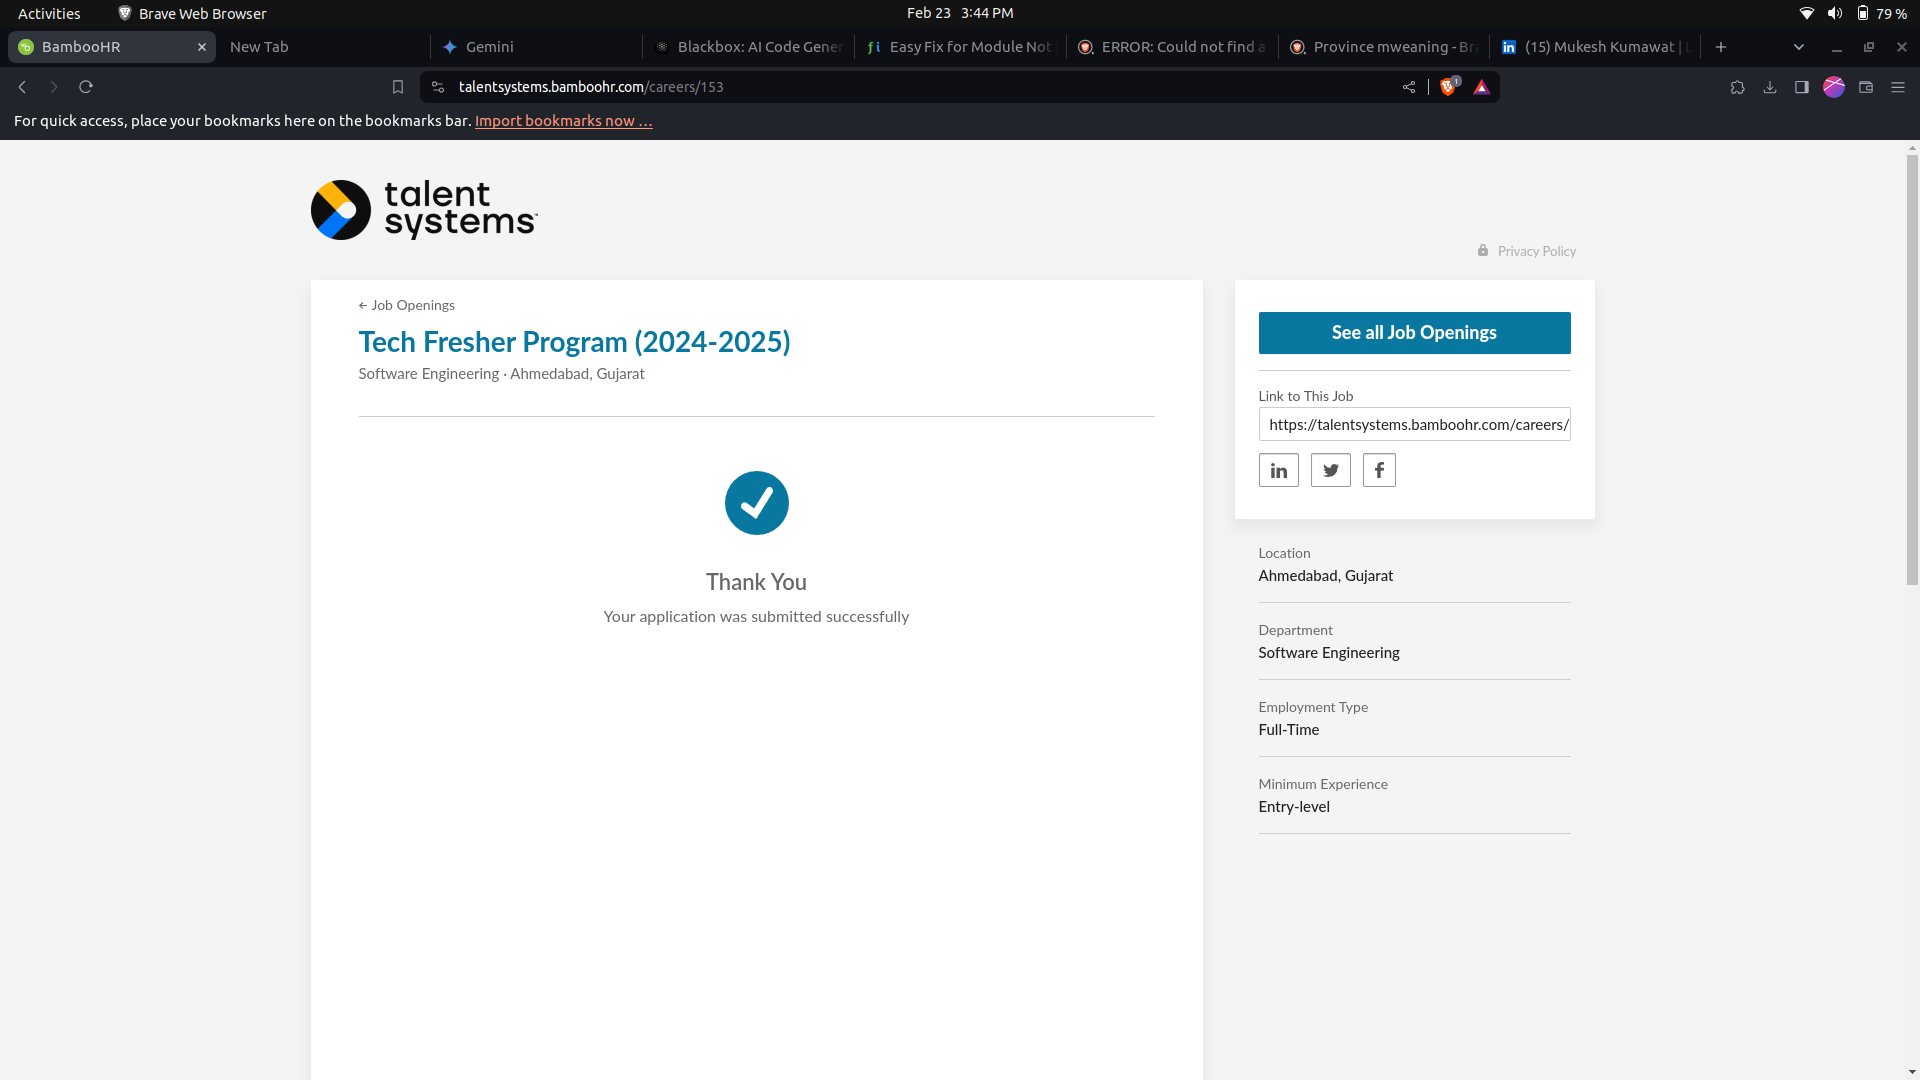 Activities
Brave Web Browser
Feb 23 3:44 PM
79 %
BambooHR
New Tab
Gemini
Blackbox: AI Code Gener
Easy Fix for Module Not
ERROR: Could not find a
Province mweaning - Bra
(15) Mukesh Kumawat |
talentsystems.bamboohr.com/careers/153
1
For quick access, place your bookmarks here on the bookmarks bar. Import bookmarks now ...
talent
systems™
Privacy Policy
← Job Openings
Tech Fresher Program (2024-2025)
Software Engineering · Ahmedabad, Gujarat
Thank You
Your application was submitted successfully
See all Job Openings
Link to This Job
https://talentsystems.bamboohr.com/careers/
Location
Ahmedabad, Gujarat
Department
Software Engineering
Employment Type
Full-Time
Minimum Experience
Entry-level